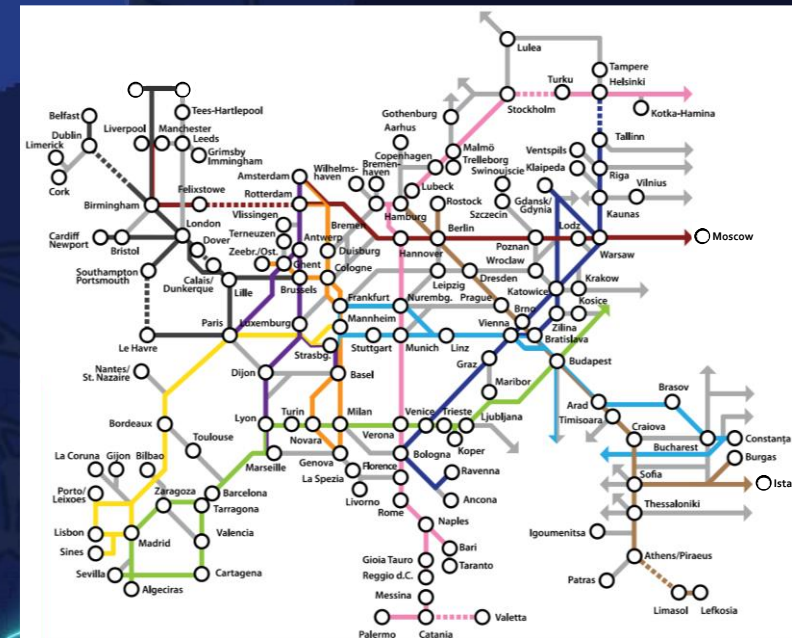 Lulea
Tampere
Turku
Helsinki
Stockholm
Kotka-Hamina
Tees-Hartlepool
Gothenburg
Belfast
Aarhus
Tallinn
Dublin
Liverpool
Manchester
Leeds
Malmö
Ventspils
Limerick
Grimsby
Immingham
Wilhelms-
haven
Bremen-
haven
Copenhagen
Trelleborg
Klaipeda
Riga
Amsterdam
Swinoujscie
Cork
Felixstowe
Rotterdam
Lubeck
Rostock
Gdansk/
Gdynia
Vilnius
Birmingham
Vlissingen
Hamburg
Szczecin
Kaunas
London
Terneuzen
Bremen
Berlin
Lodz
Cardiff
Newport
Bristol
Dover
Zeebr./Ost.
Antwerp
Duisburg
Hannover
Poznan
Warsaw
Moscow
Southampton
Portsmouth
Calais/
Dunkerque
Ghent
Cologne
Wroclaw
Lille
Brussels
Leipzig
Dresden
Katowice
Krakow
Frankfurt
Nurembg.
Prague
Kosice
Paris
Luxemburg
Mannheim
Brno
Zilina
Vienna
Bratislava
Le Havre
Strasbg.
Stuttgart
Munich
Linz
Budapest
Nantes/
St. Nazaire
Dijon
Basel
Graz
Maribor
Brasov
Arad
Bordeaux
Lyon
Turin
Milan
Venice
Trieste
Ljubljana
Timisoara
Craiova
Toulouse
Novara
Verona
Koper
Bucharest
Constanța
La Coruna
Gijon
Bilbao
Marseille
Genova
Bologna
Burgas
La Spezia
Florence
Ravenna
Sofia
Ista
Porto/
Leixoes
Zaragoza
Barcelona
Livorno
Ancona
Tarragona
Rome
Thessaloniki
Lisbon
Madrid
Valencia
Naples
Igoumenitsa
Sines
Bari
Gioia Tauro
Taranto
Athens/Piraeus
Sevilla
Cartagena
Reggio d.C.
Patras
Algeciras
Messina
Limasol
Lefkosia
Palermo
Catania
Valetta